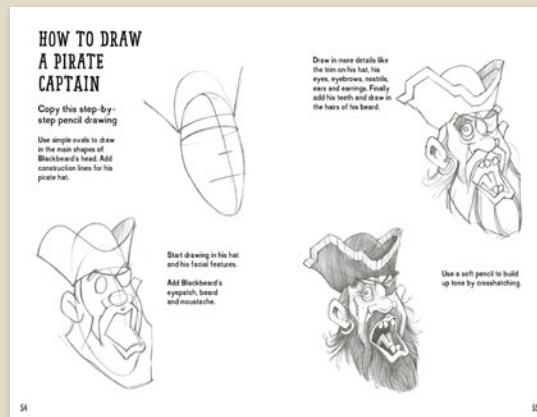 HOW TO DRAW
A PIRATE
CAPTAIN
Copy this step-by-
step pencil drawing
Use simple ovals to draw
in the main shapes of
Blackbeard's head. Add
construction lines for his
pirate hat.
Start drawing in his hat
and his facial features.
Add Blackbeard's
eyepatch, beard
and moustache.
54
Draw in more details like
the trim on his hat, his
eyes, eyebrows, nostrils,
ears and earrings. Finally
add his teeth and draw in
the hairs of his beard.
Use a soft pencil to build
up tone by crosshatching.
55